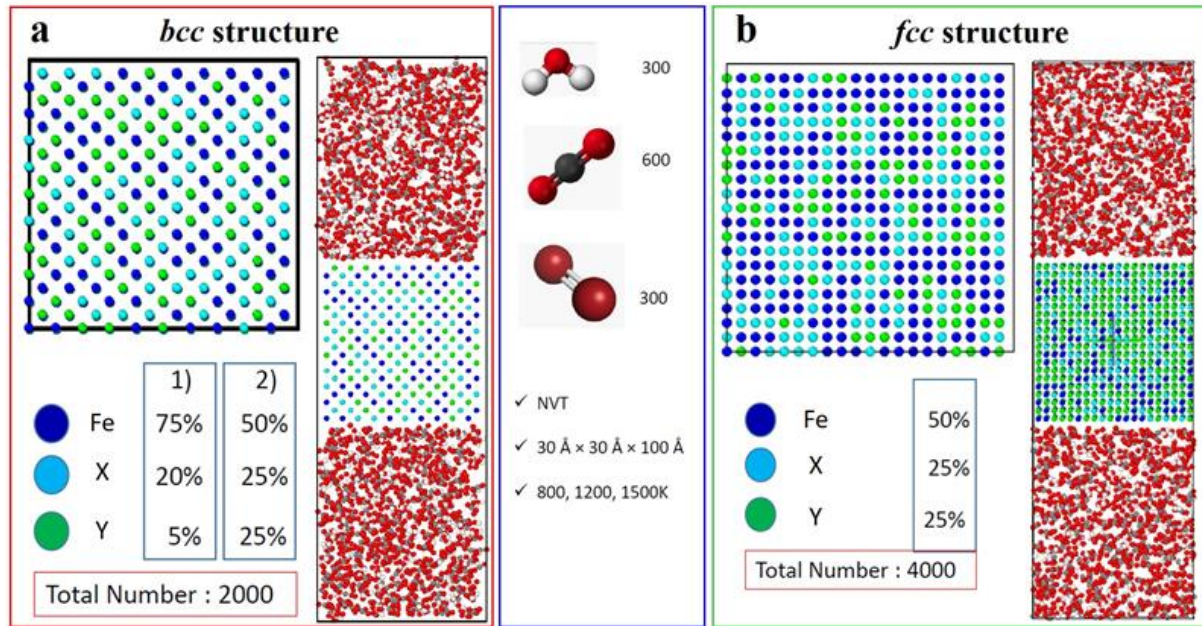 a
bcc structure
1) 2)
Fe 75% 50%
X 20% 25%
Y 5% 25%
Total Number : 2000
300
600
300
✓ NVT
✓ 30 Å × 30 Å × 100 Å
✓ 800, 1200, 1500K
b
fcc structure
Fe 50%
X 25%
Y 25%
Total Number : 4000